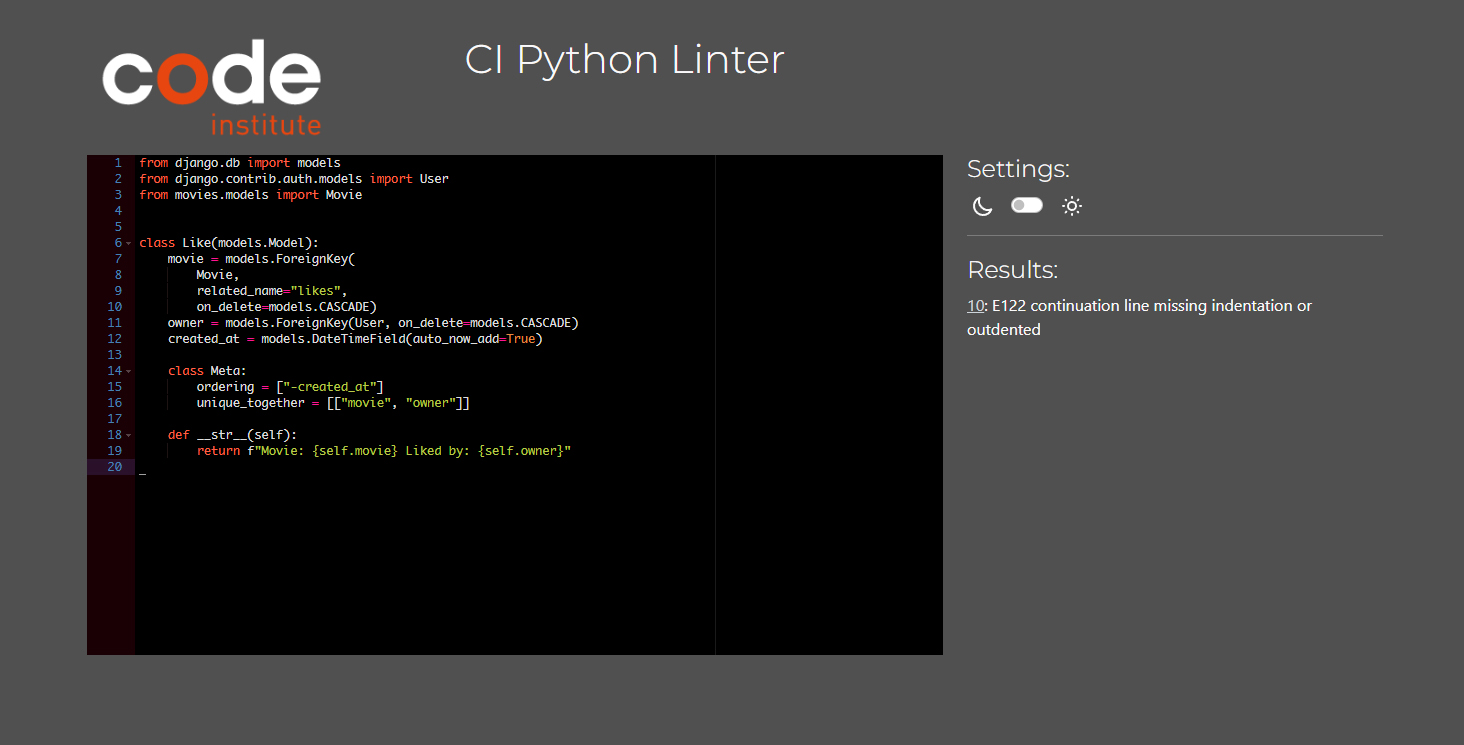 code
institute
CI Python Linter
1 from django.db import models
2 from django.contrib.auth.models import User
3 from movies.models import Movie
4
5
6 class Like(models.Model):
7     movie = models.ForeignKey(
8         Movie,
9         related_name="likes",
10         on_delete=models.CASCADE)
11     owner = models.ForeignKey(User, on_delete=models.CASCADE)
12     created_at = models.DateTimeField(auto_now_add=True)
13
14     class Meta:
15         ordering = ["-created_at"]
16         unique_together = [["movie", "owner"]]
17
18     def __str__(self):
19         return f"Movie: {self.movie} Liked by: {self.owner}"
20
Settings:
Results:
10: E122 continuation line missing indentation or
outdented